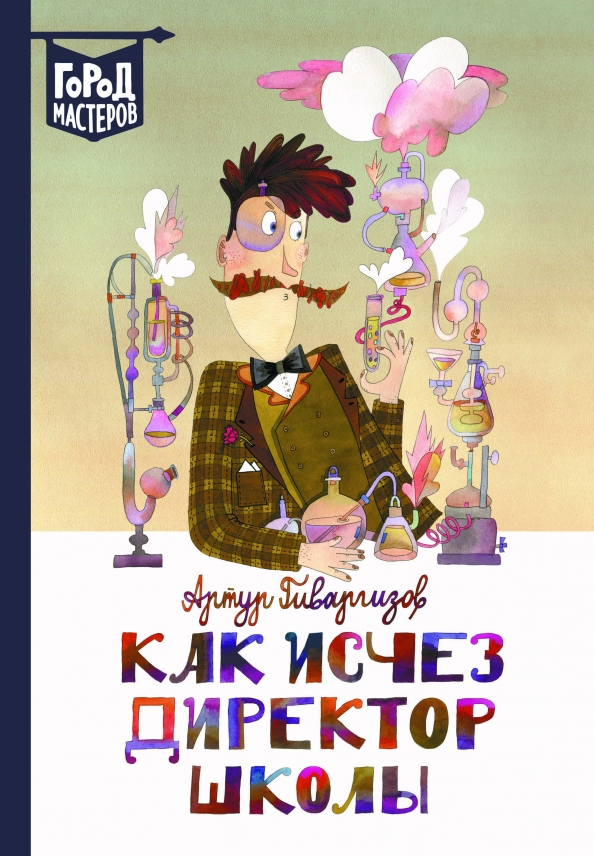 ГОРОД
МАСТЕРОВ
Артур Гиваргизов
КАК ИСЧЕЗ
ДИРЕКТОР
ШКОЛЫ